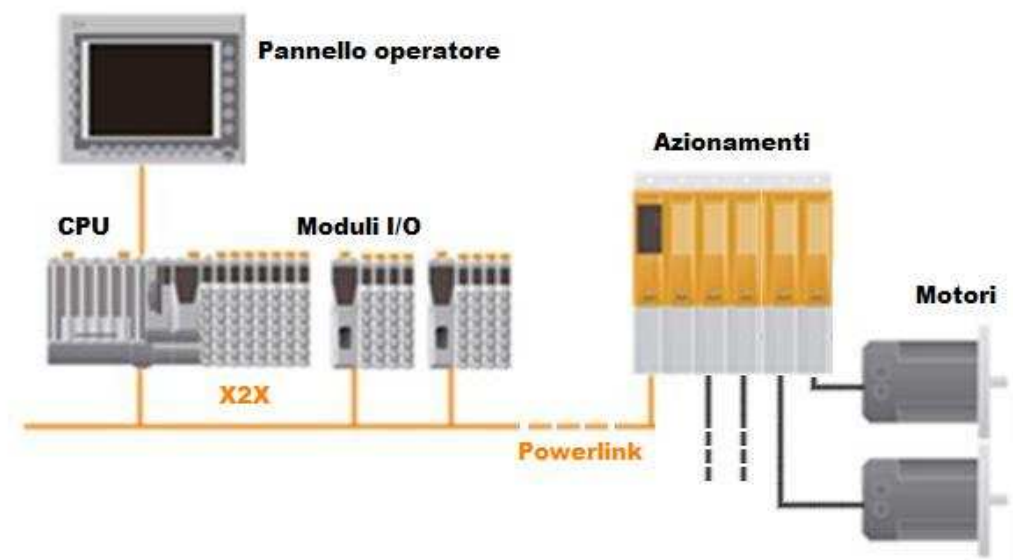 Pannello operatore
Azionamenti
CPU
Moduli I/O
Motori
X2X
Powerlink